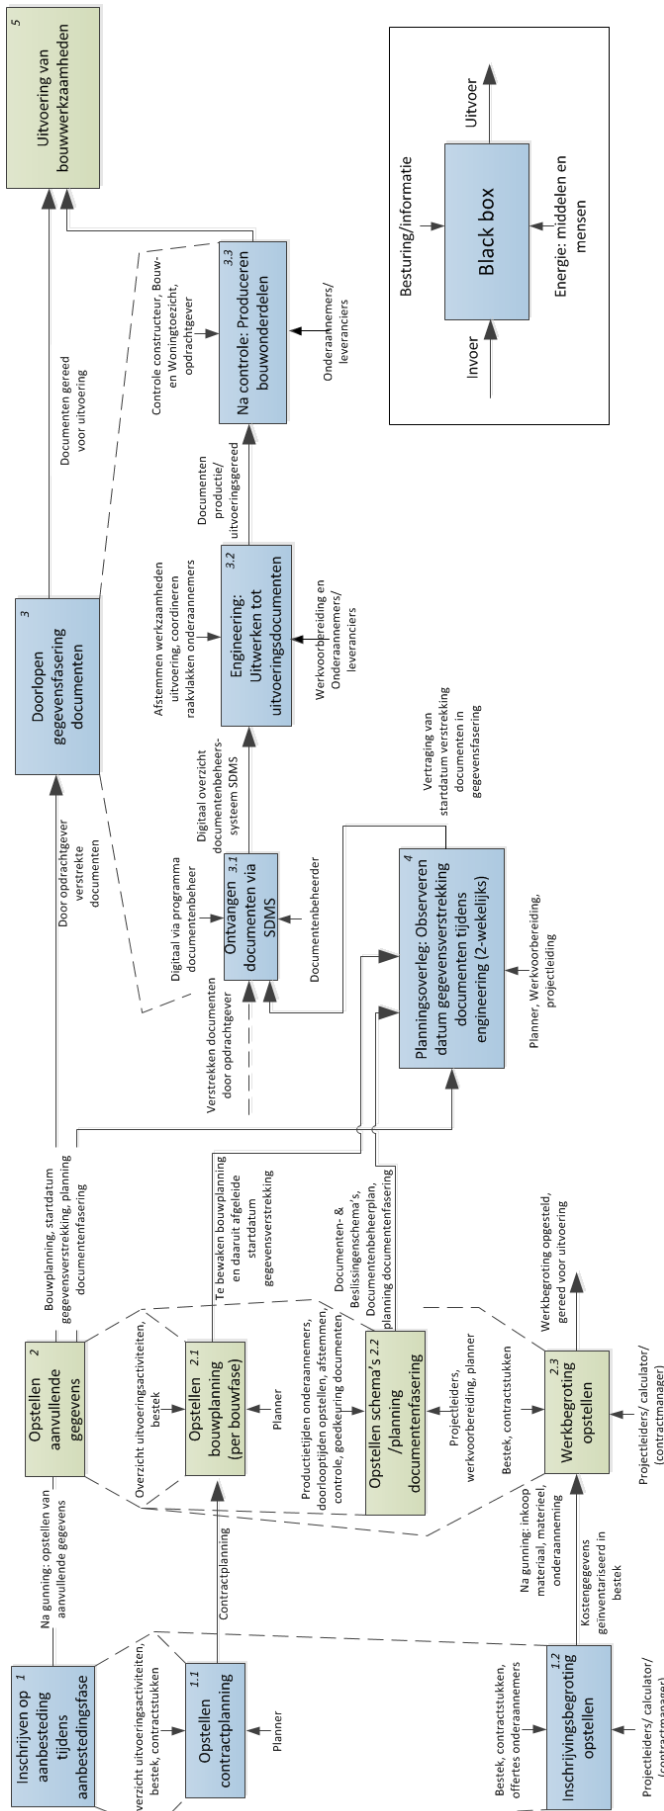 1
Inschrijven op
aanbesteding
tijdens
aanbestedingsfase
Na gunning: opstellen van
aanvullende gegevens
2
Opstellen
aanvullende
gegevens
Bouwplanning, startdatum
gegevensverstrekking, planning
documentenfasering
Door opdrachtgever
verstrekte
documenten
3
Doorlopen
gegevensfasering
documenten
Documenten gereed
voor uitvoering
5
Uitvoering van
bouwwerkzaamheden
verzicht uitvoeringsactiviteiten,
bestek, contractstukken
1.1
Opstellen
contractplanning
Planner
Contractplanning
Overzicht uitvoeringsactiviteiten,
bestek
2.1
Opstellen
bouwplanning
(per bouwfase)
Planner
Te bewaken bouwplanning
en daaruit afgeleide
startdatum
gegevensverstrekking
Verstrekken documenten
door opdrachtgever
Digitaal via programma
documentenbeheer
3.1
Ontvangen
documenten via
SDMS
Documentenbeheerder
Digitaal overzicht
documentenbeheers-
systeem SDMS
Afstemmen werkzaamheden
uitvoering, coordineren
raakvlakken onderaannemers
3.2
Engineering:
Uitwerken tot
uitvoeringsdocumenten
Werkvoorbereiding en
Onderaannemers/
leveranciers
Documenten
productie/
uitvoeringsgereed
Controle constructeur, Bouw-
en Woningtoezicht,
opdrachtgever
3.3
Na controle: Produceren
bouwonderdelen
Onderaannemers/
leveranciers
Productietijden onderaannemers,
doorlooptijden opstellen, afstemmen,
controle, goedkeuring documenten,
2.2
Opstellen schema's
/planning
documentenfasering
Projectleiders,
werkvoorbereiding, planner
Documenten- &
Beslissingenschema's,
Documentenbeheerplan,
planning documentenfasering
4
Planningsoverleg: Observeren
datum gegevensverstrekking
documenten tijdens
engineering (2-wekelijks)
Planner, Werkvoorbereiding,
projectleiding
Vertraging van
startdatum verstrekking
documenten in
gegevensfasering
Bestek, contractstukken,
offertes onderaannemers
1.2
Inschrijvingsbegroting
opstellen
Projectleiders/ calculator/
(contractmanager)
Na gunning: inkoop
materiaal, materieel,
onderaanneming
Kostengegevens
geïnventariseerd in
bestek
Bestek, contractstukken
2.3
Werkbegroting
opstellen
Projectleiders/ calculator/
(contractmanager)
Werkbegroting opgesteld,
gereed voor uitvoering
Invoer
Besturing/informatie
Black box
Energie: middelen en
mensen
Uitvoer